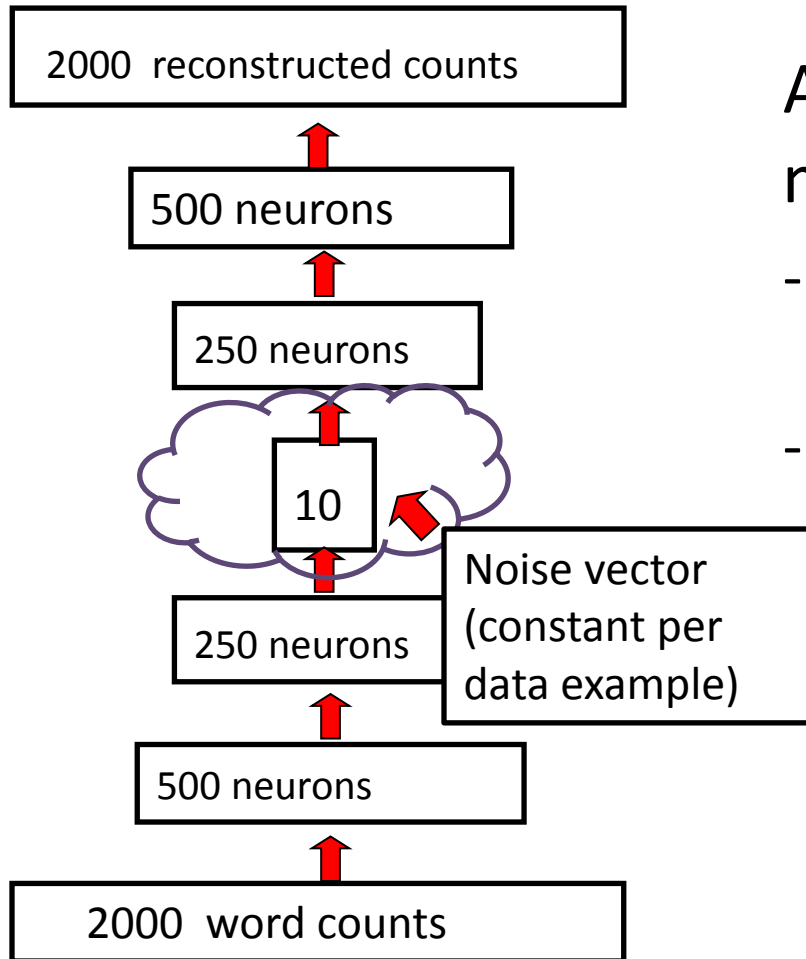 2000 reconstructed counts
500 neurons
250 neurons
10
250 neurons
Noise vector
(constant per
data example)
500 neurons
2000 word counts
-
-